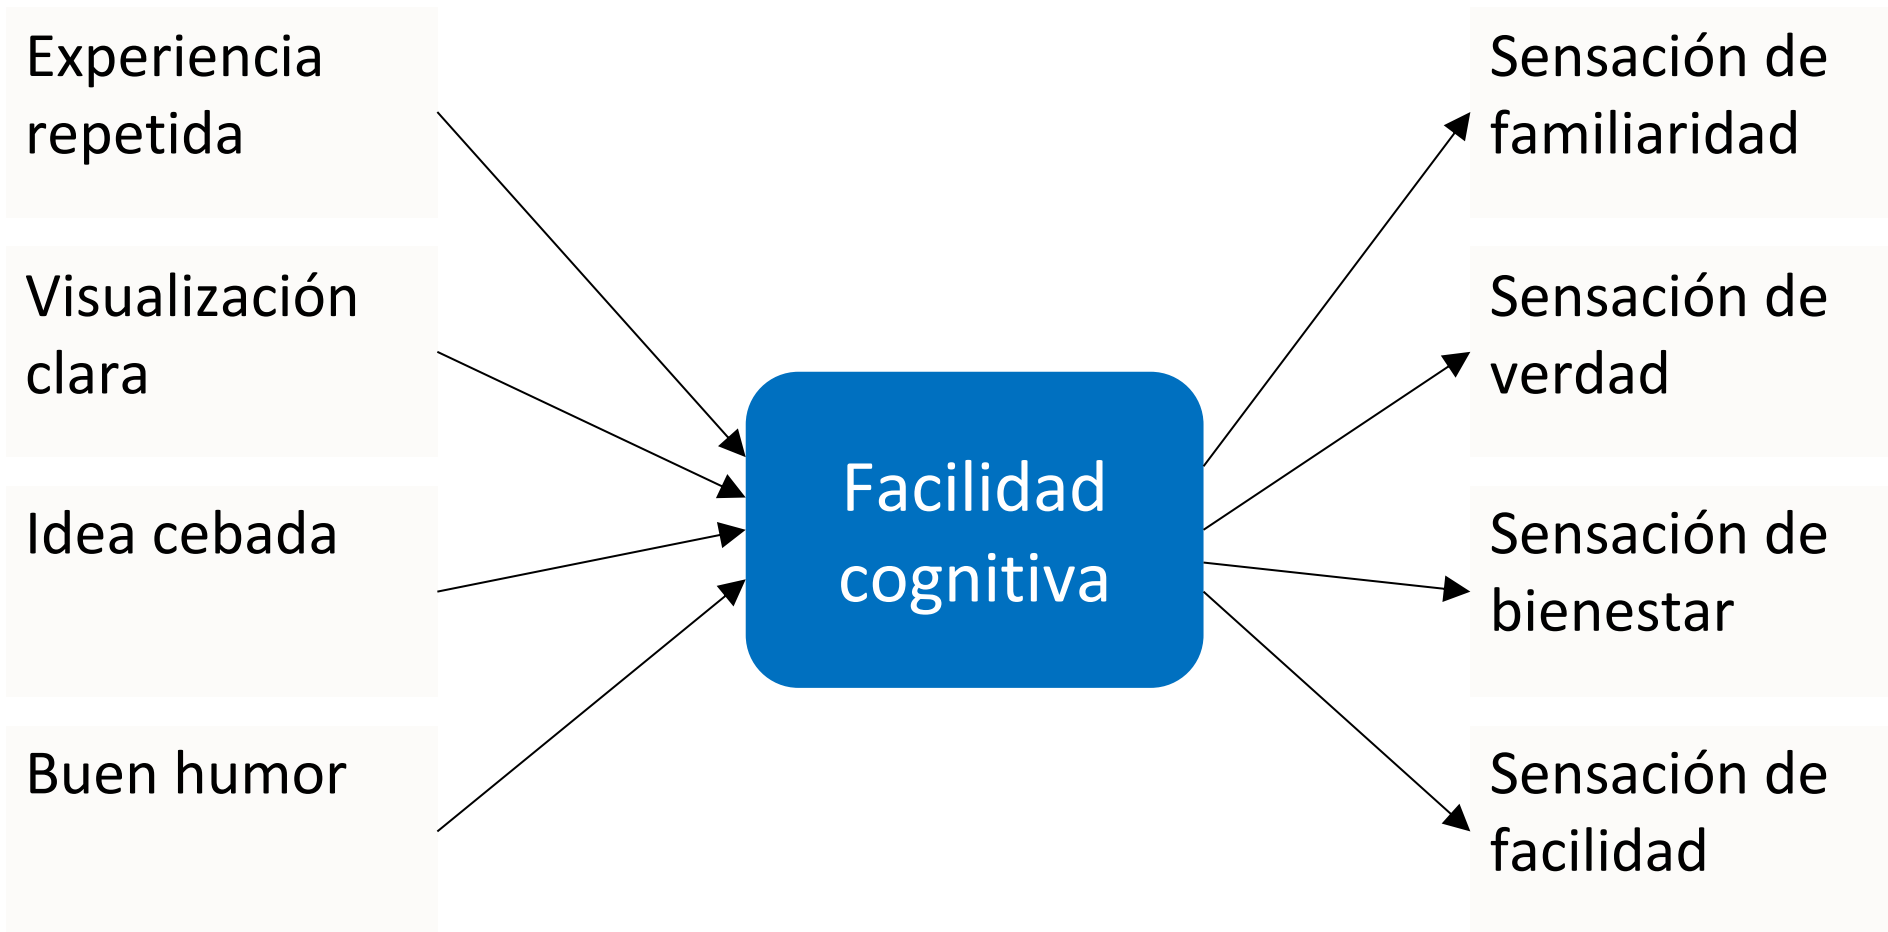 Experiencia
repetida
Visualización
clara
Idea cebada
Buen humor
Facilidad
cognitiva
Sensación de
familiaridad
Sensación de
verdad
Sensación de
bienestar
Sensación de
facilidad